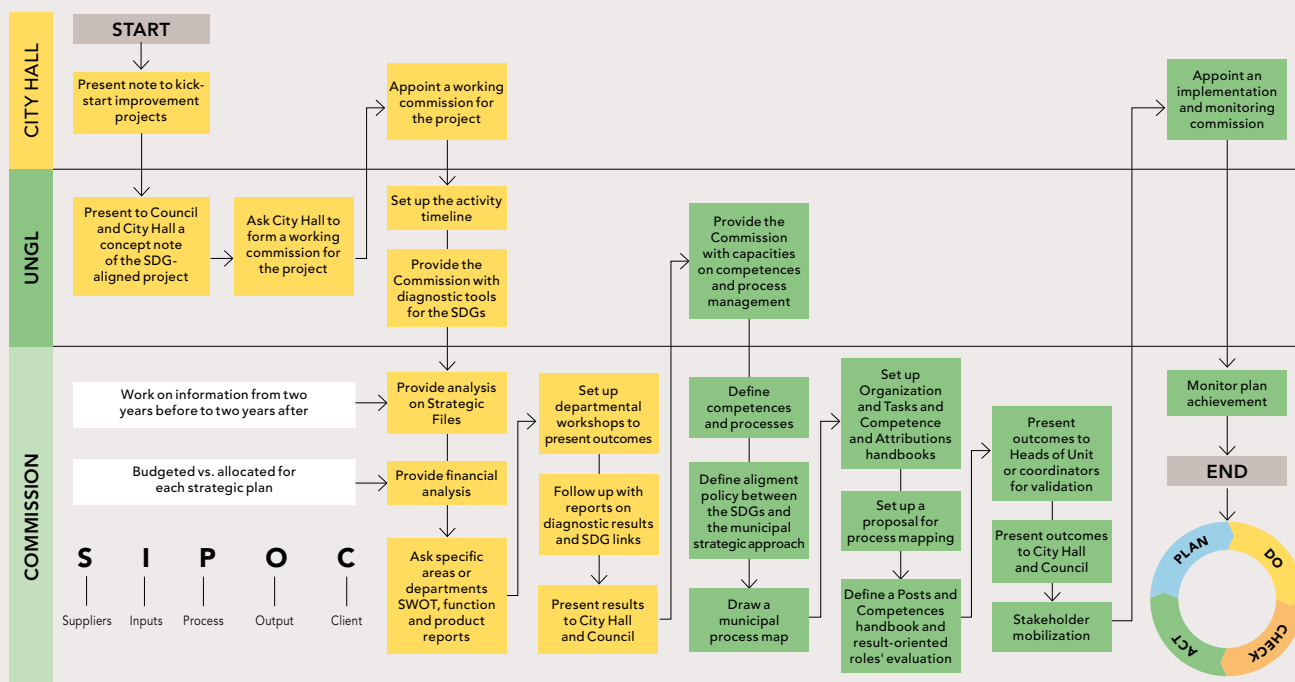 CITY HALL
START
Present note to kick-
start improvement
projects
Appoint a working
commission for
the project
Appoint an
implementation
and monitoring
commission
UNGL
Present to Council
and City Hall a
concept note
of the SDG-
aligned project
Ask City Hall to
form a working
commission for
the project
Set up the activity
timeline
Provide the
Commission with
diagnostic tools
for the SDGs
Provide the
Commission
with capacities
on competences
and process
management
COMMISSION
Work on information from two
years before to two years after
Budgeted vs. allocated for
each strategic plan
Provide analysis
on Strategic
Files
Provide financial
analysis
Ask specific
areas or
departments
SWOT, function
and product
reports
Set up
departmental
workshops to
present outcomes
Follow up with
reports on
diagnostic results
and SDG links
Present results
to City Hall
and Council
Define
competences
and processes
Define aligment
policy between
the SDGs and
the municipal
strategic approach
Draw a
municipal
process map
Set up
Organization
and Tasks and
Competence
and Attributions
handbooks
Set up a
proposal for
process mapping
Define a Posts and
Competences
handbook and
result-oriented
roles' evaluation
Present
outcomes to
Heads of Unit
or coordinators
for validation
Present outcomes
to City Hall
and Council
Stakeholder
mobilization
Monitor plan
achievement
END
S I P O C
Suppliers Inputs Process Output Client
PLAN
DO
CHECK
ACT